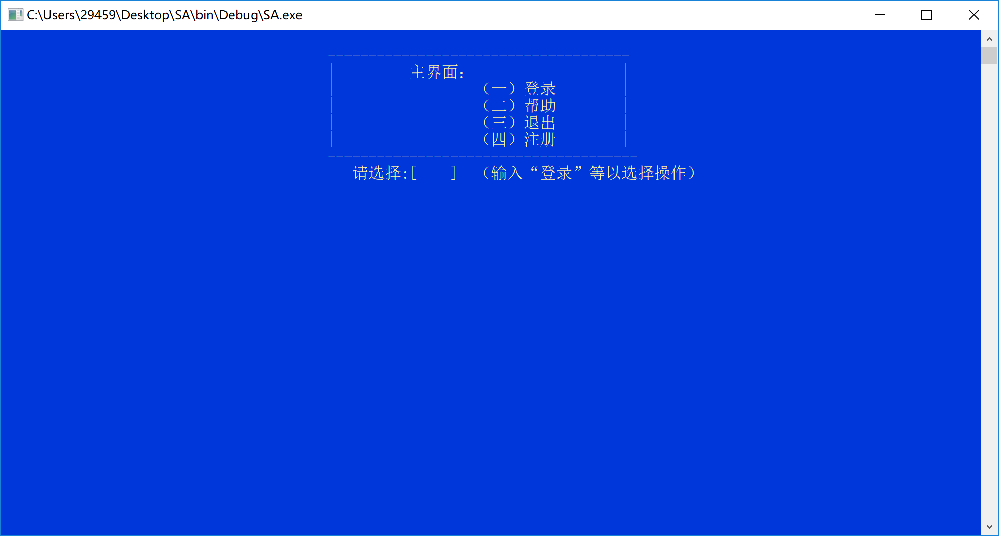 C:\Users\29459\Desktop\SA\bin\Debug\SA.exe
主界面：
（一）登录
（二）帮助
（三）退出
（四）注册
请选择:[    ]  （输入“登录”等以选择操作）